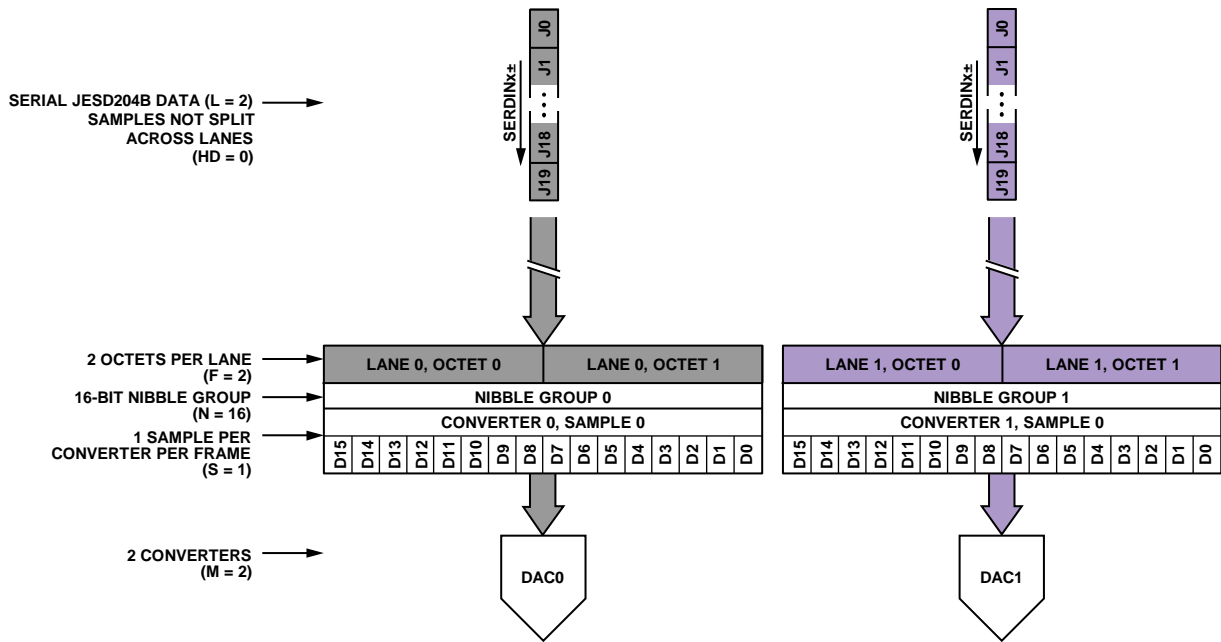 J0
J1
J18
J19
SERDINx±
J0
J1
J18
J19
SERDINx±
SERIAL JESD204B DATA (L = 2)
SAMPLES NOT SPLIT
ACROSS LANES
(HD = 0)
2 OCTETS PER LANE
(F = 2)
LANE 0, OCTET 0
LANE 0, OCTET 1
LANE 1, OCTET 0
LANE 1, OCTET 1
16-BIT NIBBLE GROUP
(N = 16)
NIBBLE GROUP 0
NIBBLE GROUP 1
CONVERTER 0, SAMPLE 0
CONVERTER 1, SAMPLE 0
1 SAMPLE PER
CONVERTER PER FRAME
(S = 1)
D15 D14 D13 D12 D11 D10 D9 D8 D7 D6 D5 D4 D3 D2 D1 D0
D15 D14 D13 D12 D11 D10 D9 D8 D7 D6 D5 D4 D3 D2 D1 D0
2 CONVERTERS
(M = 2)
DAC0
DAC1